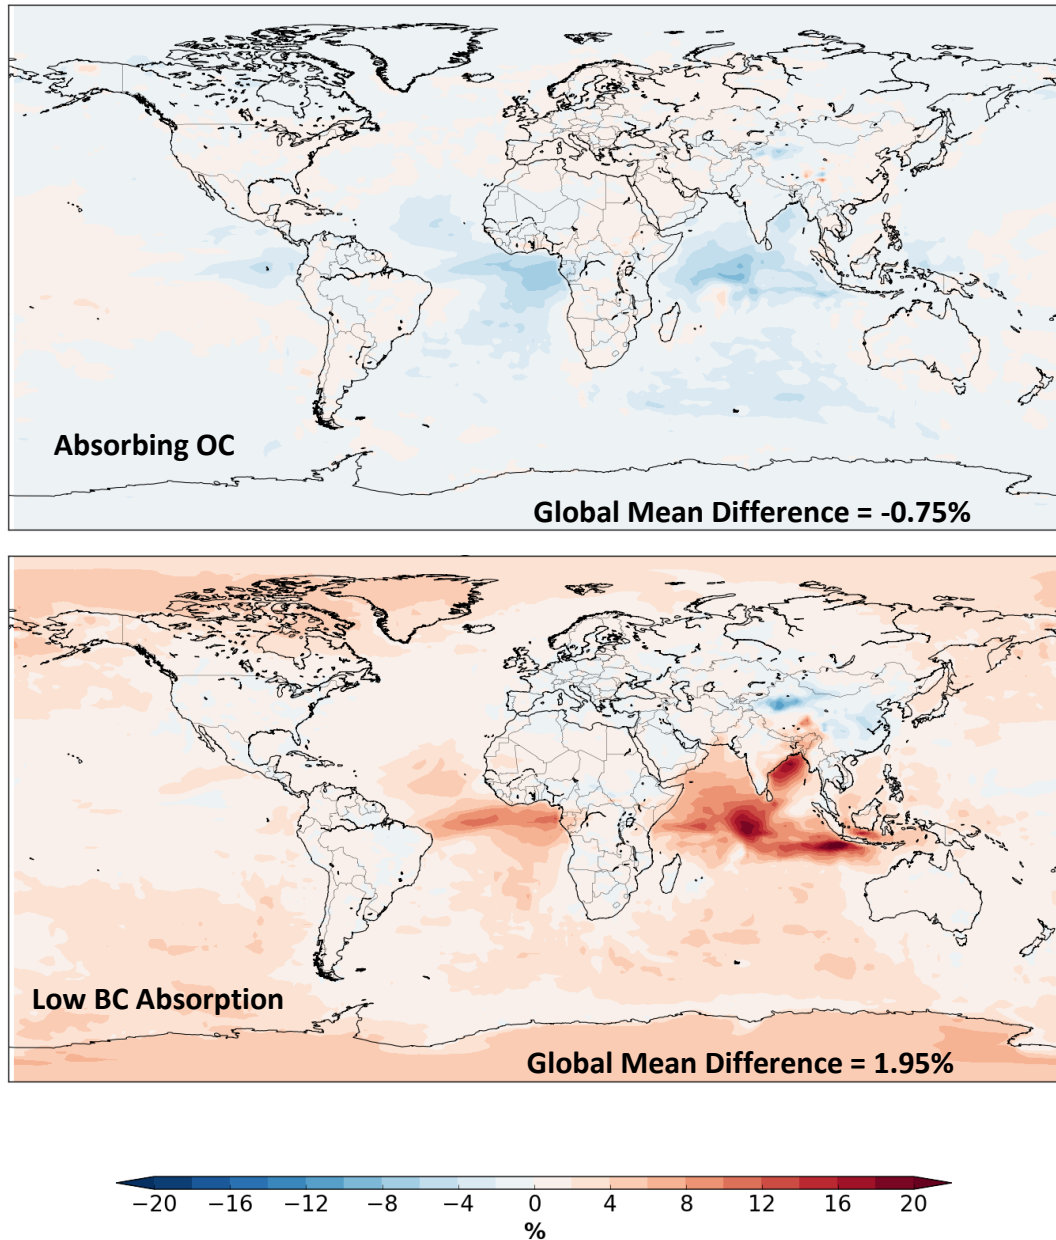 Absorbing OC
Global Mean Difference = -0.75%
Low BC Absorption
Global Mean Difference = 1.95%
−20 −16 −12 −8 −4 0 4 8 12 16 20
%